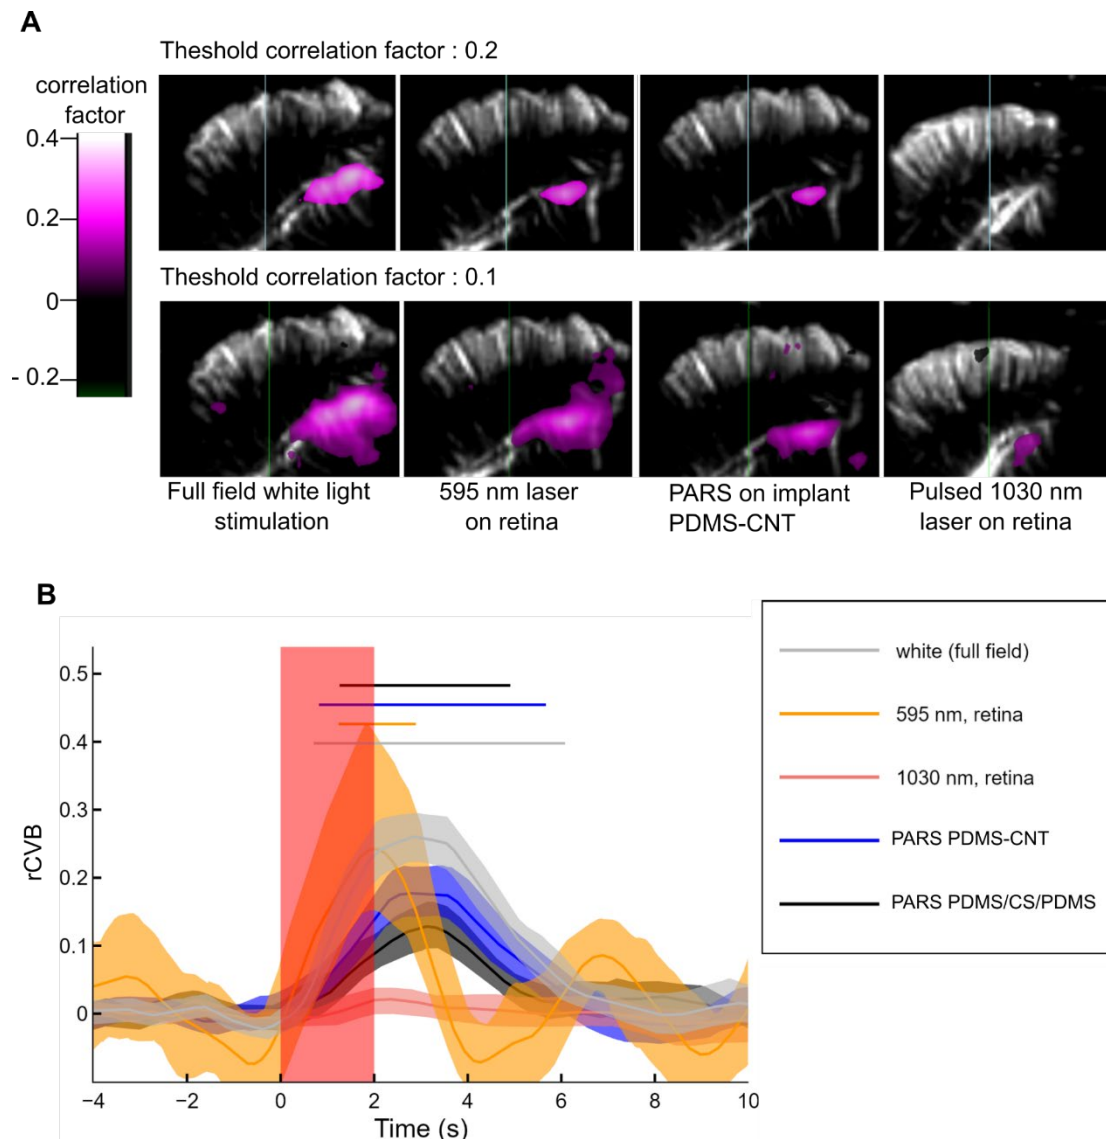 A
Theshold correlation factor : 0.2
correlation
factor
0.4
0.2
0
- 0.2
Theshold correlation factor : 0.1
Full field white light
stimulation
595 nm laser
on retina
PARS on implant
PDMS-CNT
Pulsed 1030 nm
laser on retina
B
0.5
0.4
0.3
0.2
0.1
0
rCVB
−4
−2
0
2
4
6
8
10
Time (s)
white (full field)
595 nm, retina
1030 nm, retina
PARS PDMS-CNT
PARS PDMS/CS/PDMS